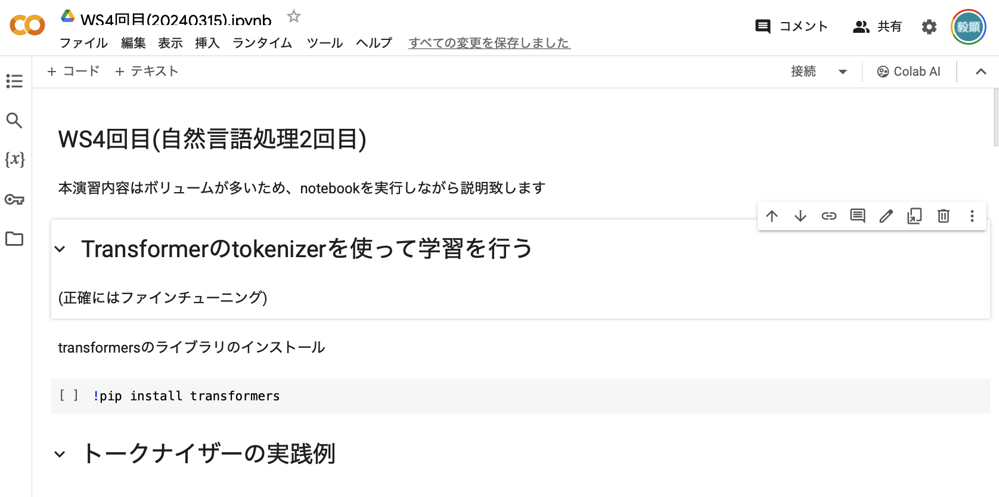 WS4回目(20240315).ipynb
コメント
共有
毅顕
ファイル 編集 表示 挿入 ランタイム ツール ヘルプ すべての変更を保存しました
+ コード + テキスト
接続
Colab AI
{x}
WS4回目(自然言語処理2回目)
本演習内容はボリュームが多いため、notebookを実行しながら説明致します
Transformerのtokenizerを使って学習を行う
(正確にはファインチューニング)
transformersのライブラリのインストール
[ ] !pip install transformers
トークナイザーの実践例